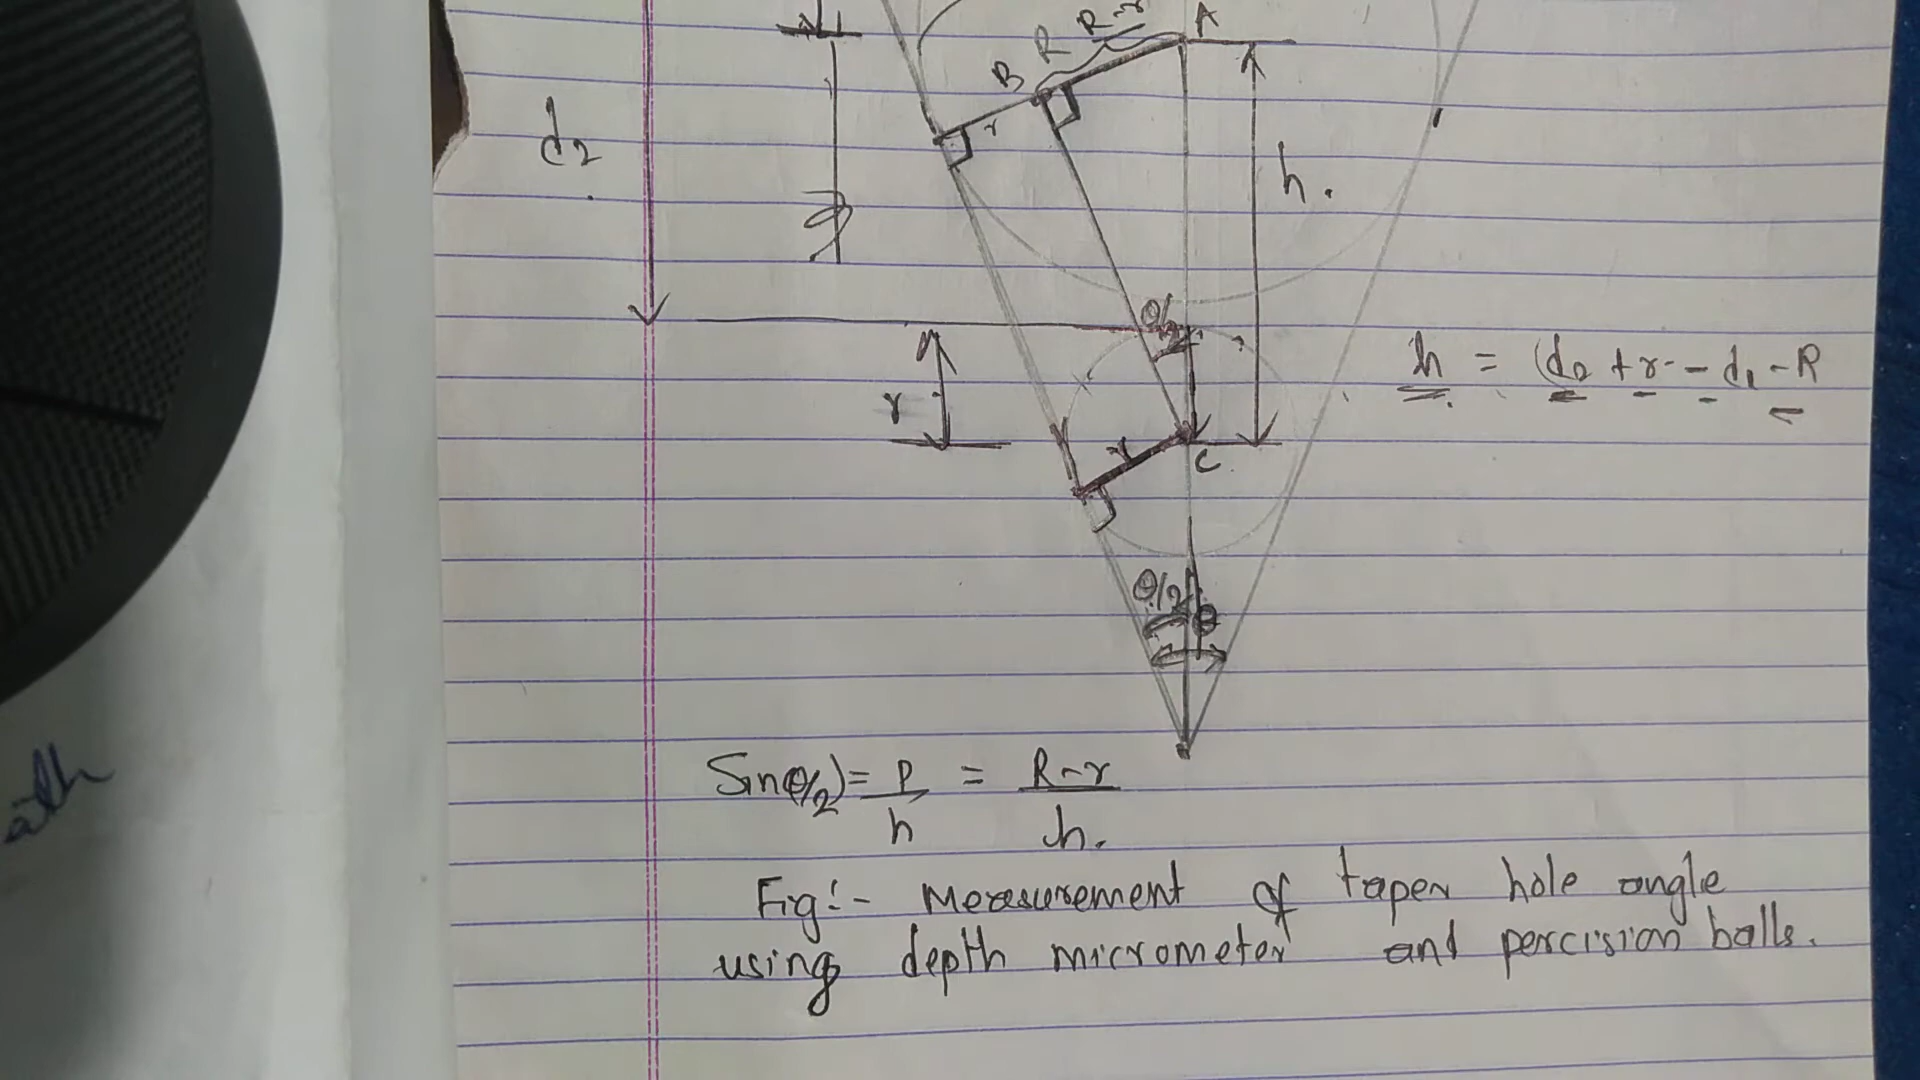 A
R-r
R
B
r
d2
h.
θ/2
h = (d2 + r - d1 - R
r
r
C
θ/2
θ
Sin(θ/2) = P/h = R-r/h.
Fig:- Measurement of taper hole angle
using depth micrometer and percision balls.